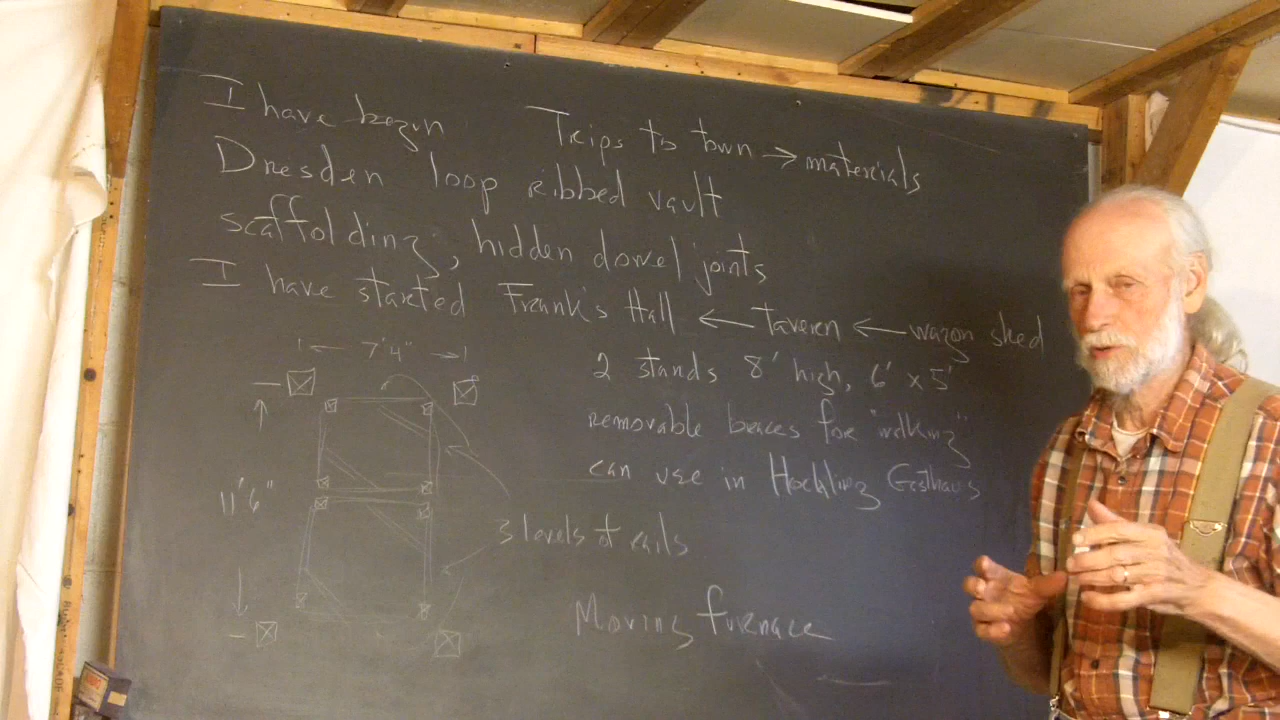 I have begun
Trips to town → materials
Dresden loop ribbed vault
scaffolding, hidden dowel joints
I have started Frank's Hall ← tavern ← wagon shed
7'4"
2 stands 8' high, 6' x 5'
removable braces for "walking"
can use in Hochling Gasthaus
11'6"
3 levels of rails
Moving furnace